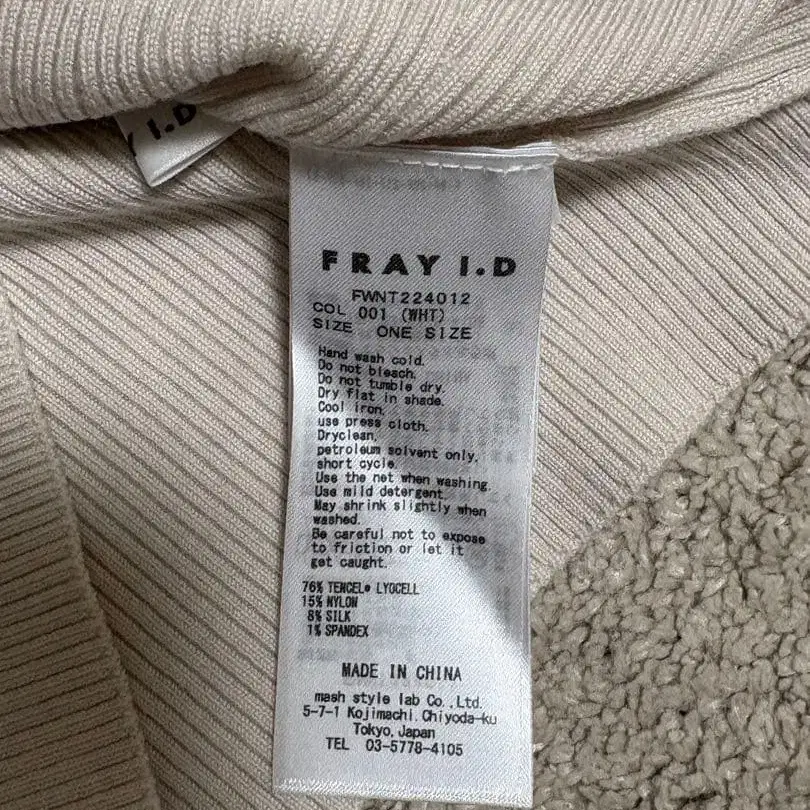 I.D
FRAY I.D
FWNT224012
COL 001 (WHT)
SIZE ONE SIZE
Hand wash cold.
Do not bleach.
Do not tumble dry.
Dry flat in shade.
Cool iron,
use press cloth.
Dryclean,
petroleum solvent only,
short cycle.
Use the net when washing.
Use mild detergent.
May shrink slightly when
washed.
Be careful not to expose
to friction or let it
get caught.
76% TENCEL® LYOCELL
15% NYLON
8% SILK
1% SPANDEX
MADE IN CHINA
mash style lab Co.,Ltd.
5-7-1 Kojimachi.Chiyoda-ku
Tokyo,Japan
TEL 03-5778-4105